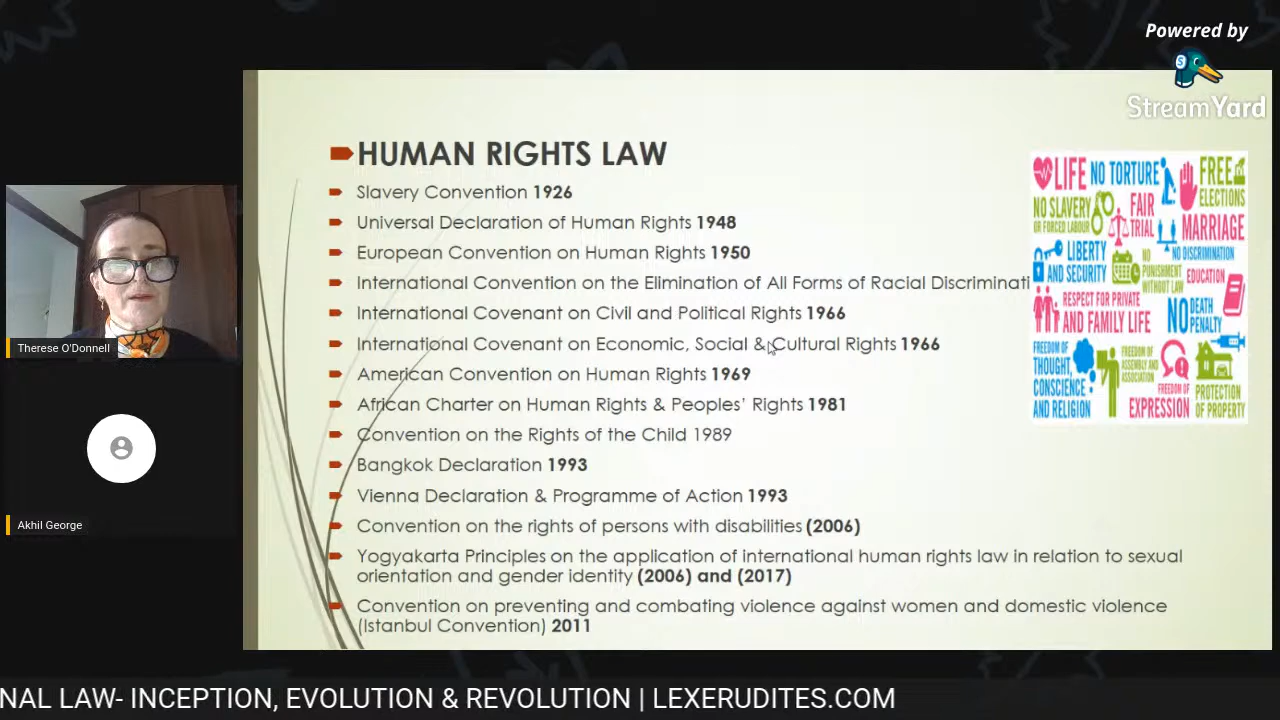 Powered by
StreamYard
HUMAN RIGHTS LAW
Slavery Convention 1926
Universal Declaration of Human Rights 1948
European Convention on Human Rights 1950
International Convention on the Elimination of All Forms of Racial Discriminati
International Covenant on Civil and Political Rights 1966
International Covenant on Economic, Social & Cultural Rights 1966
American Convention on Human Rights 1969
African Charter on Human Rights & Peoples' Rights 1981
Convention on the Rights of the Child 1989
Bangkok Declaration 1993
Vienna Declaration & Programme of Action 1993
Convention on the rights of persons with disabilities (2006)
Yogyakarta Principles on the application of international human rights law in relation to sexual
orientation and gender identity (2006) and (2017)
Convention on preventing and combating violence against women and domestic violence
(Istanbul Convention) 2011
LIFE
NO TORTURE
FREE
ELECTIONS
NO SLAVERY
OR FORCED LABOUR
FAIR
TRIAL
MARRIAGE
LIBERTY
AND SECURITY
NO
PUNISHMENT
WITHOUT LAW
NO DISCRIMINATION
EDUCATION
RESPECT FOR PRIVATE
AND FAMILY LIFE
NO DEATH
PENALTY
FREEDOM OF
THOUGHT,
CONSCIENCE
AND RELIGION
FREEDOM OF
ASSEMBLY AND
ASSOCIATION
FREEDOM OF
EXPRESSION
PROTECTION
OF PROPERTY
Therese O'Donnell
Akhil George
NAL LAW- INCEPTION, EVOLUTION & REVOLUTION | LEXERUDITES.COM